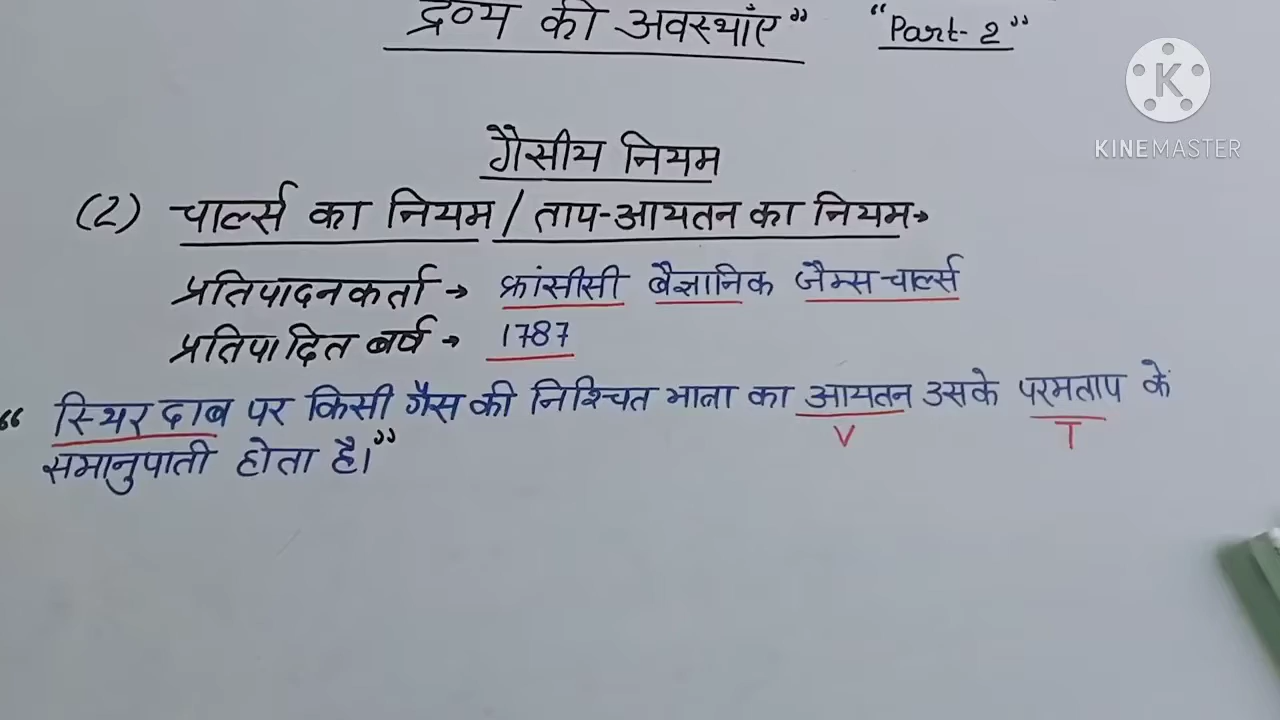 द्रव्य की अवस्थाएँ” “Part-2”
K
KINEMASTER
गैसीय नियम
(2) चार्ल्स का नियम / ताप-आयतन का नियम→
प्रतिपादनकर्ता → फ्रांसीसी बैज्ञानिक जैम्स चार्ल्स
प्रतिपादित बर्ष → 1787
“ स्थिर दाब पर किसी गैस की निश्चित मात्रा का आयतन उसके परमताप के
V T
समानुपाती होता है।”